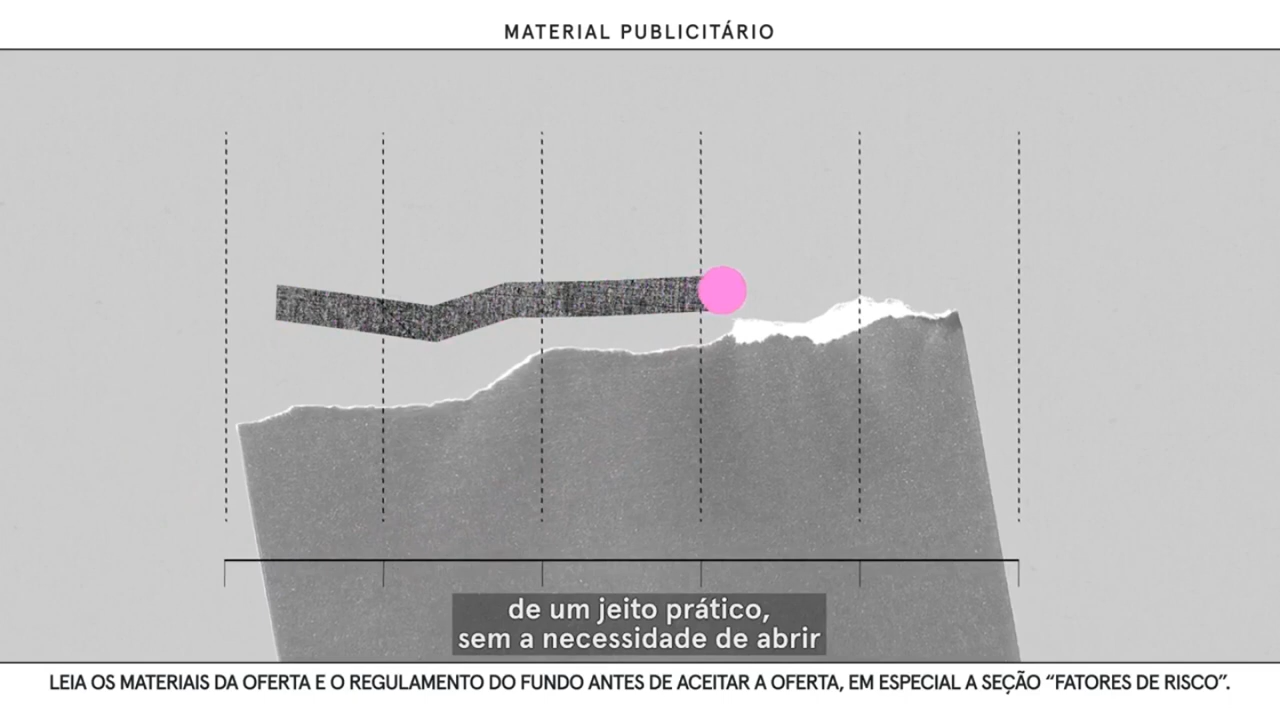 MATERIAL PUBLICITÁRIO
de um jeito prático,
sem a necessidade de abrir
LEIA OS MATERIAIS DA OFERTA E O REGULAMENTO DO FUNDO ANTES DE ACEITAR A OFERTA, EM ESPECIAL A SEÇÃO “FATORES DE RISCO”.